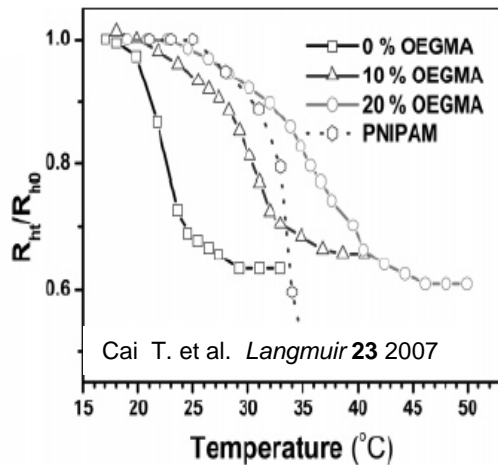 1.0
0.8
0.6
R_ht/R_h0
0 % OEGMA
10 % OEGMA
20 % OEGMA
PNIPAM
Cai T. et al. Langmuir 23 2007
15 20 25 30 35 40 45 50
Temperature (°C)